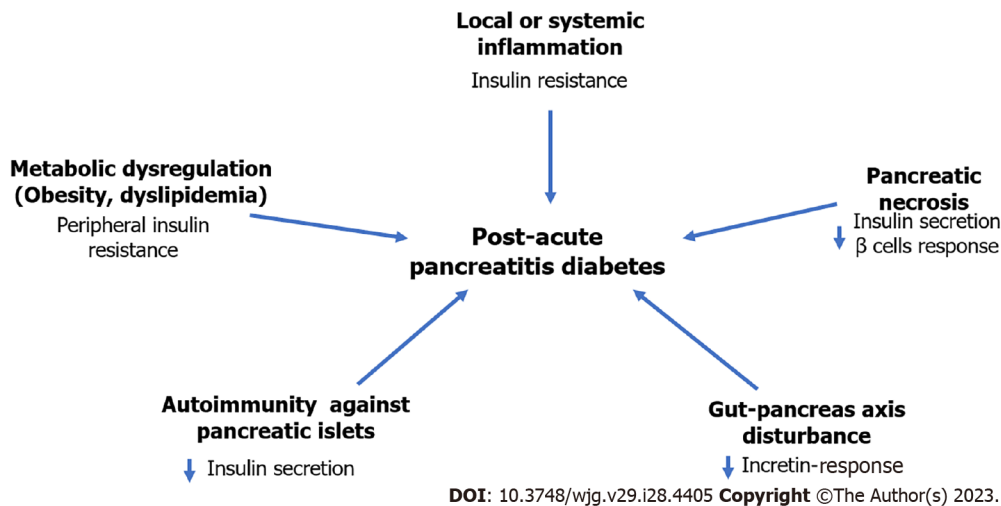 Local or systemic
inflammation
Insulin resistance
Metabolic dysregulation
(Obesity, dyslipidemia)
Peripheral insulin
resistance
Pancreatic
necrosis
Insulin secretion
β cells response
Post-acute
pancreatitis diabetes
Autoimmunity against
pancreatic islets
Insulin secretion
Gut-pancreas axis
disturbance
Incretin-response
DOI: 10.3748/wjg.v29.i28.4405 Copyright ©The Author(s) 2023.